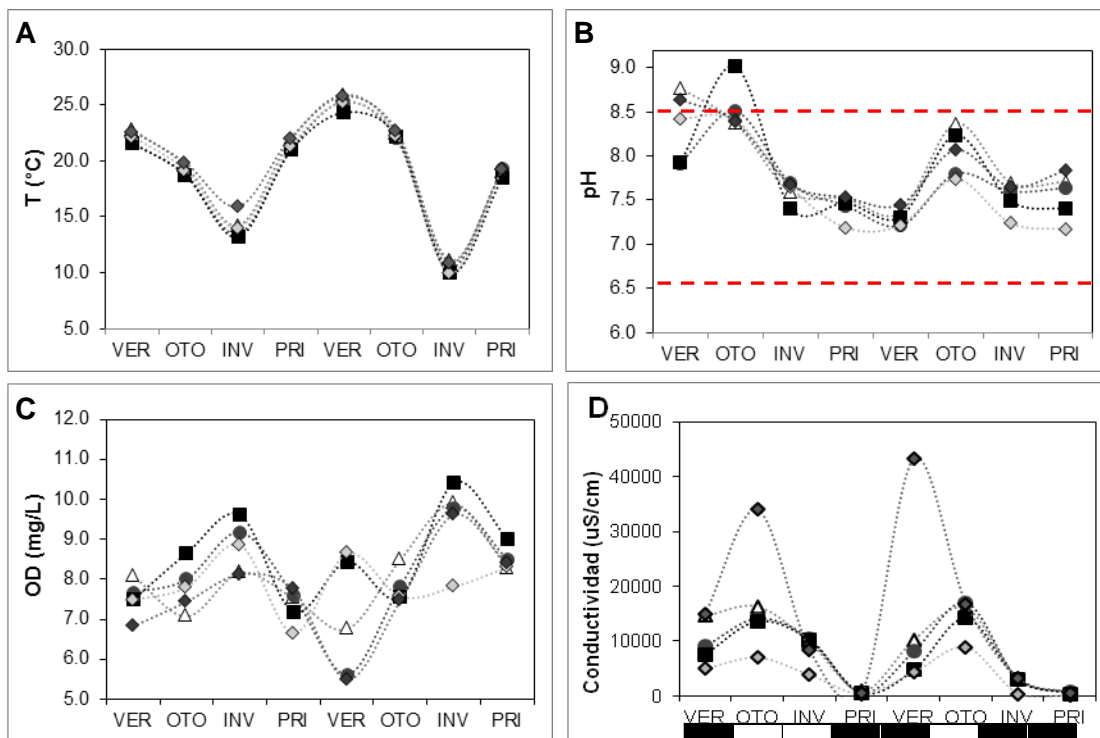 A
30.0
25.0
20.0
15.0
10.0
5.0
T (°C)
VER OTO INV PRI VER OTO INV PRI
B
9.0
8.5
8.0
7.5
7.0
6.5
6.0
pH
VER OTO INV PRI VER OTO INV PRI
C
12.0
11.0
10.0
9.0
8.0
7.0
6.0
5.0
OD (mg/L)
VER OTO INV PRI VER OTO INV PRI
D
50000
40000
30000
20000
10000
0
Conductividad (uS/cm)
VER OTO INV PRI VER OTO INV PRI